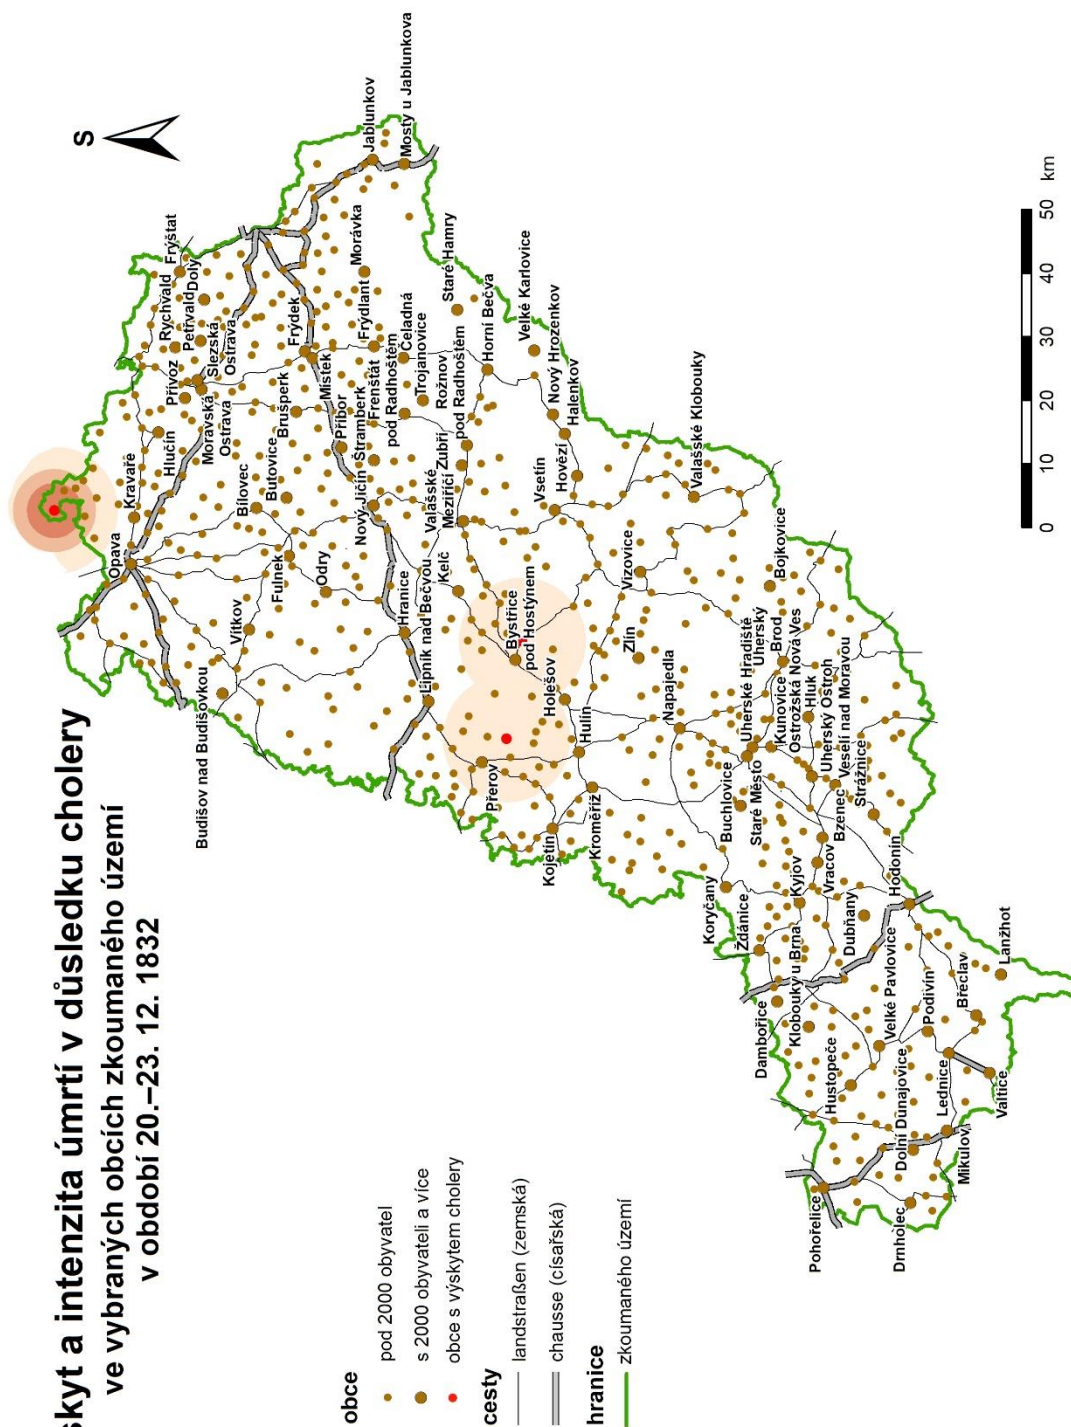 skyt a intenzita úmrtí v důsledku cholery
ve vybraných obcích zkoumaného území
v období 20.–23. 12. 1832
S
Opava
Kravaře
Hlučín
Přívoz
Rychvald
Petřvald
Doly
Fryštát
Slezská
Ostrava
Moravská
Ostrava
Budišov nad Budišovkou
Vítkov
Bílovec
Butovice
Fulnek
Odry
Brušperk
Frýdek
Místek
Příbor
Štramberk
Nový Jičín
Frenštát
pod Radhoštěm
Frýdlant
Morávka
Čeladná
Trojanovice
Jablunkov
Mosty u Jablunkova
Staré Hamry
Rožnov
pod Radhoštěm
Horní Bečva
Zubří
Valašské
Meziříčí
Hranice
Lipník nad Bečvou
Kelč
Bystřice
pod Hostýnem
Přerov
Holešov
Hulín
Kojetín
Kroměříž
Velké Karlovice
Nový Hrozenkov
Halenkov
Hovězí
Vsetín
Vizovice
Zlín
Valašské Klobouky
Napajedla
Bojkovice
Uherské Hradiště
Uherský
Brod
Kunovice
Ostrožská Nová Ves
Hluk
Uherský Ostroh
Veselí nad Moravou
Strážnice
Buchlovice
Staré Město
Bzenec
Vracov
Koryčany
Ždánice
Kyjov
Dubňany
Hodonín
Dambořice
Klobouky u Brna
Velké Pavlovice
Podivín
Břeclav
Lanžhot
Hustopeče
Dolní Dunajovice
Lednice
Valtice
Mikulov
Pohořelice
Drnholec
0 10 20 30 40 50 km
obce
pod 2000 obyvatel
s 2000 obyvateli a více
obce s výskytem cholery
cesty
landstraßen (zemská)
chausse (císařská)
hranice
zkoumaného území